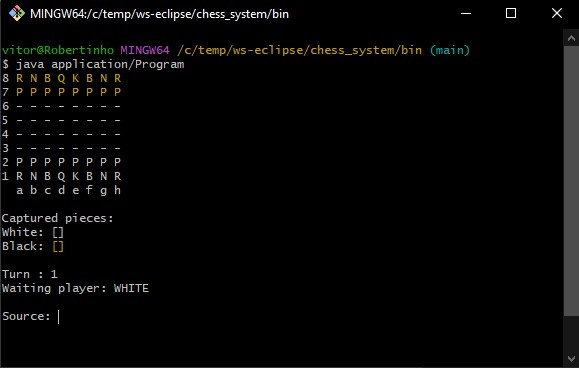 MINGW64:/c/temp/ws-eclipse/chess_system/bin
vitor@Robertinho MINGW64 /c/temp/ws-eclipse/chess_system/bin (main)
$ java application/Program
8 R N B Q K B N R
7 P P P P P P P P
6 - - - - - - - -
5 - - - - - - - -
4 - - - - - - - -
3 - - - - - - - -
2 P P P P P P P P
1 R N B Q K B N R
  a b c d e f g h
Captured pieces:
White: []
Black: []
Turn : 1
Waiting player: WHITE
Source: